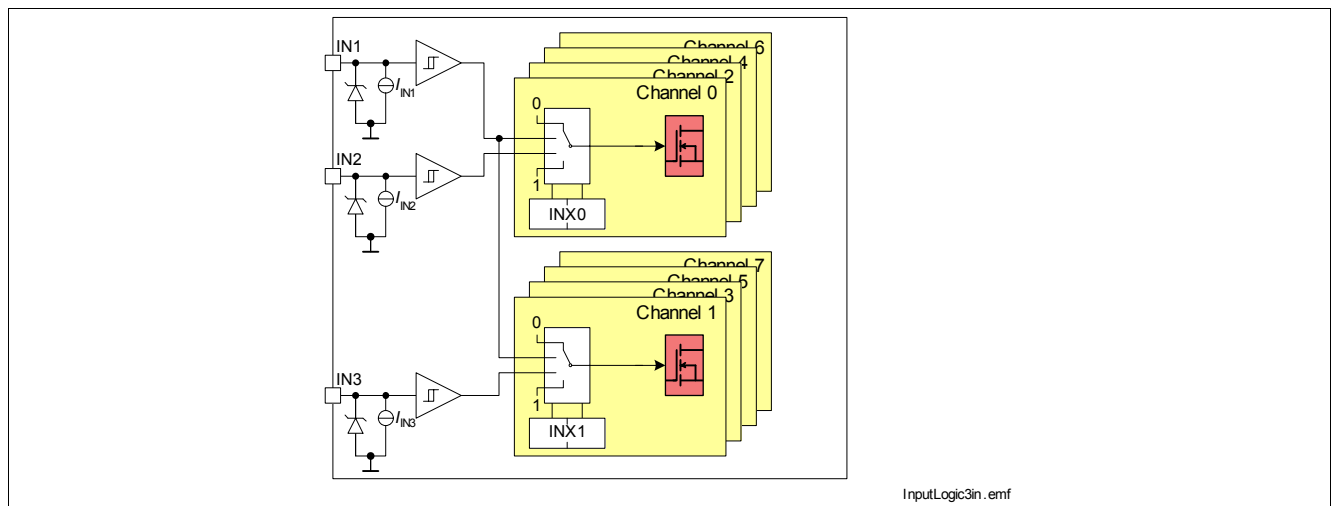 IN1
I IN1
IN2
I IN2
IN3
I IN3
Channel 6
Channel 4
Channel 2
Channel 0
0
1
INX0
Channel 7
Channel 5
Channel 3
Channel 1
0
1
INX1
InputLogic3in.emf